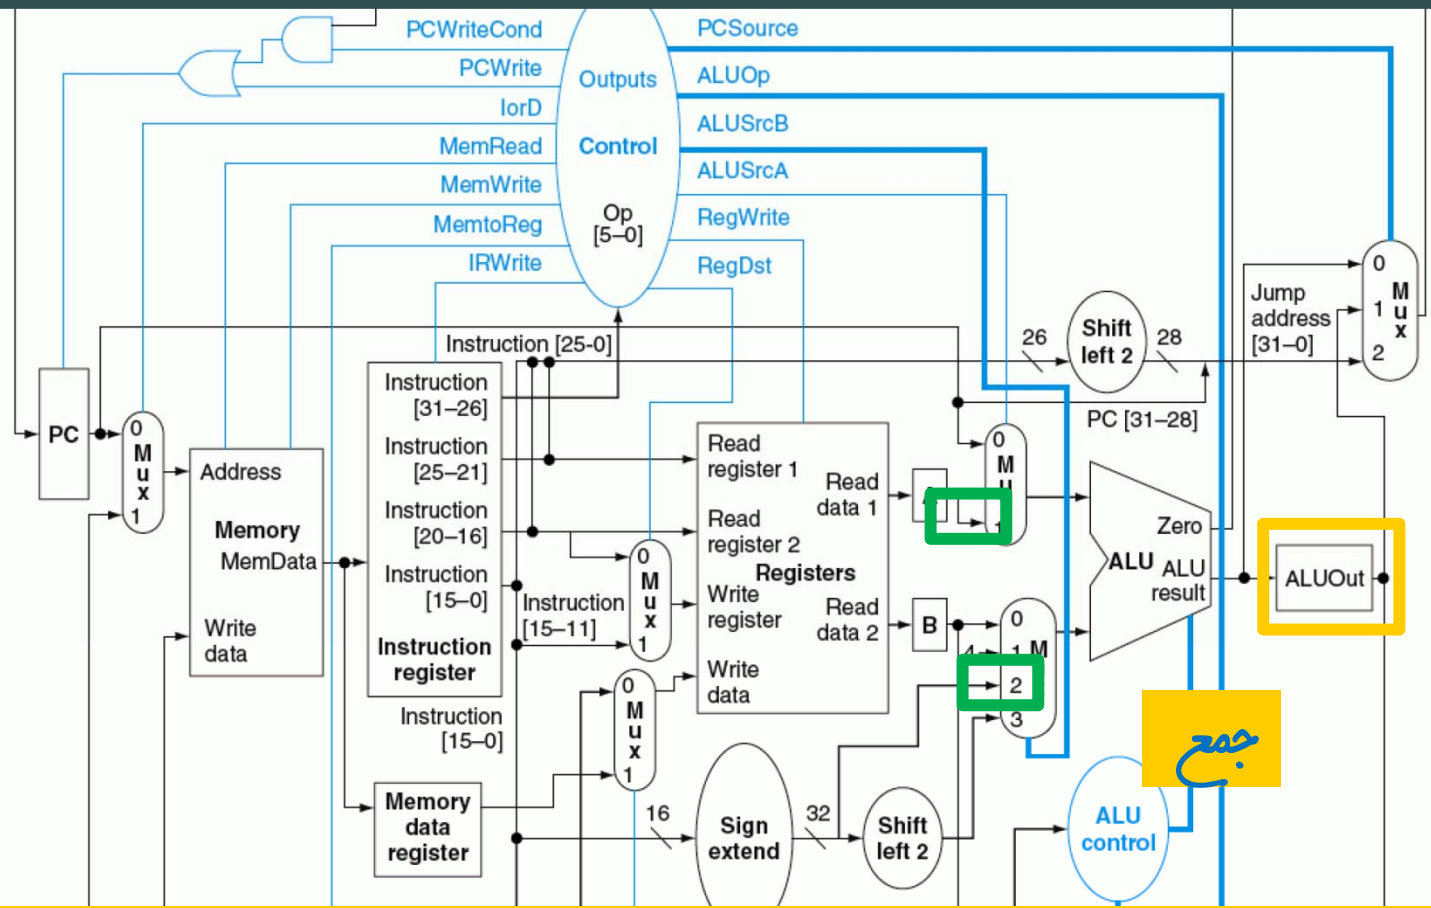 PCWriteCond
PCWrite
IorD
MemRead
MemWrite
MemtoReg
IRWrite
Outputs
Control
Op
[5–0]
PCSource
ALUOp
ALUSrcB
ALUSrcA
RegWrite
RegDst
PC
0
M
u
x
1
Address
Memory
MemData
Write
data
Instruction [25-0]
Instruction
[31–26]
Instruction
[25–21]
Instruction
[20–16]
Instruction
[15–0]
Instruction
register
Instruction
[15–0]
Instruction
[15–11]
0
M
u
x
1
0
M
u
x
1
Memory
data
register
Read
register 1
Read
register 2
Registers
Write
register
Write
data
Read
data 1
Read
data 2
16
Sign
extend
32
Shift
left 2
A
B
0
M
u
1
0
4
1
M
2
3
26
Shift
left 2
28
PC [31–28]
Jump
address
[31–0]
0
1
2
M
u
x
Zero
ALU
ALU
result
ALUOut
جمع
ALU
control